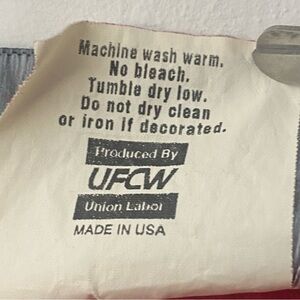 Machine wash warm.
No bleach.
Tumble dry low.
Do not dry clean
or iron if decorated.
Produced By
UFCW
Union Label
MADE IN USA